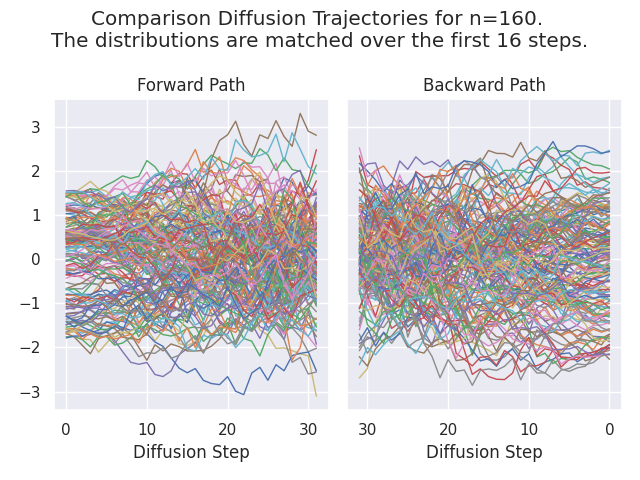 Comparison Diffusion Trajectories for n=160.
The distributions are matched over the first 16 steps.
Forward Path
Backward Path
3
2
1
0
−1
−2
−3
0 10 20 30
30 20 10 0
Diffusion Step
Diffusion Step